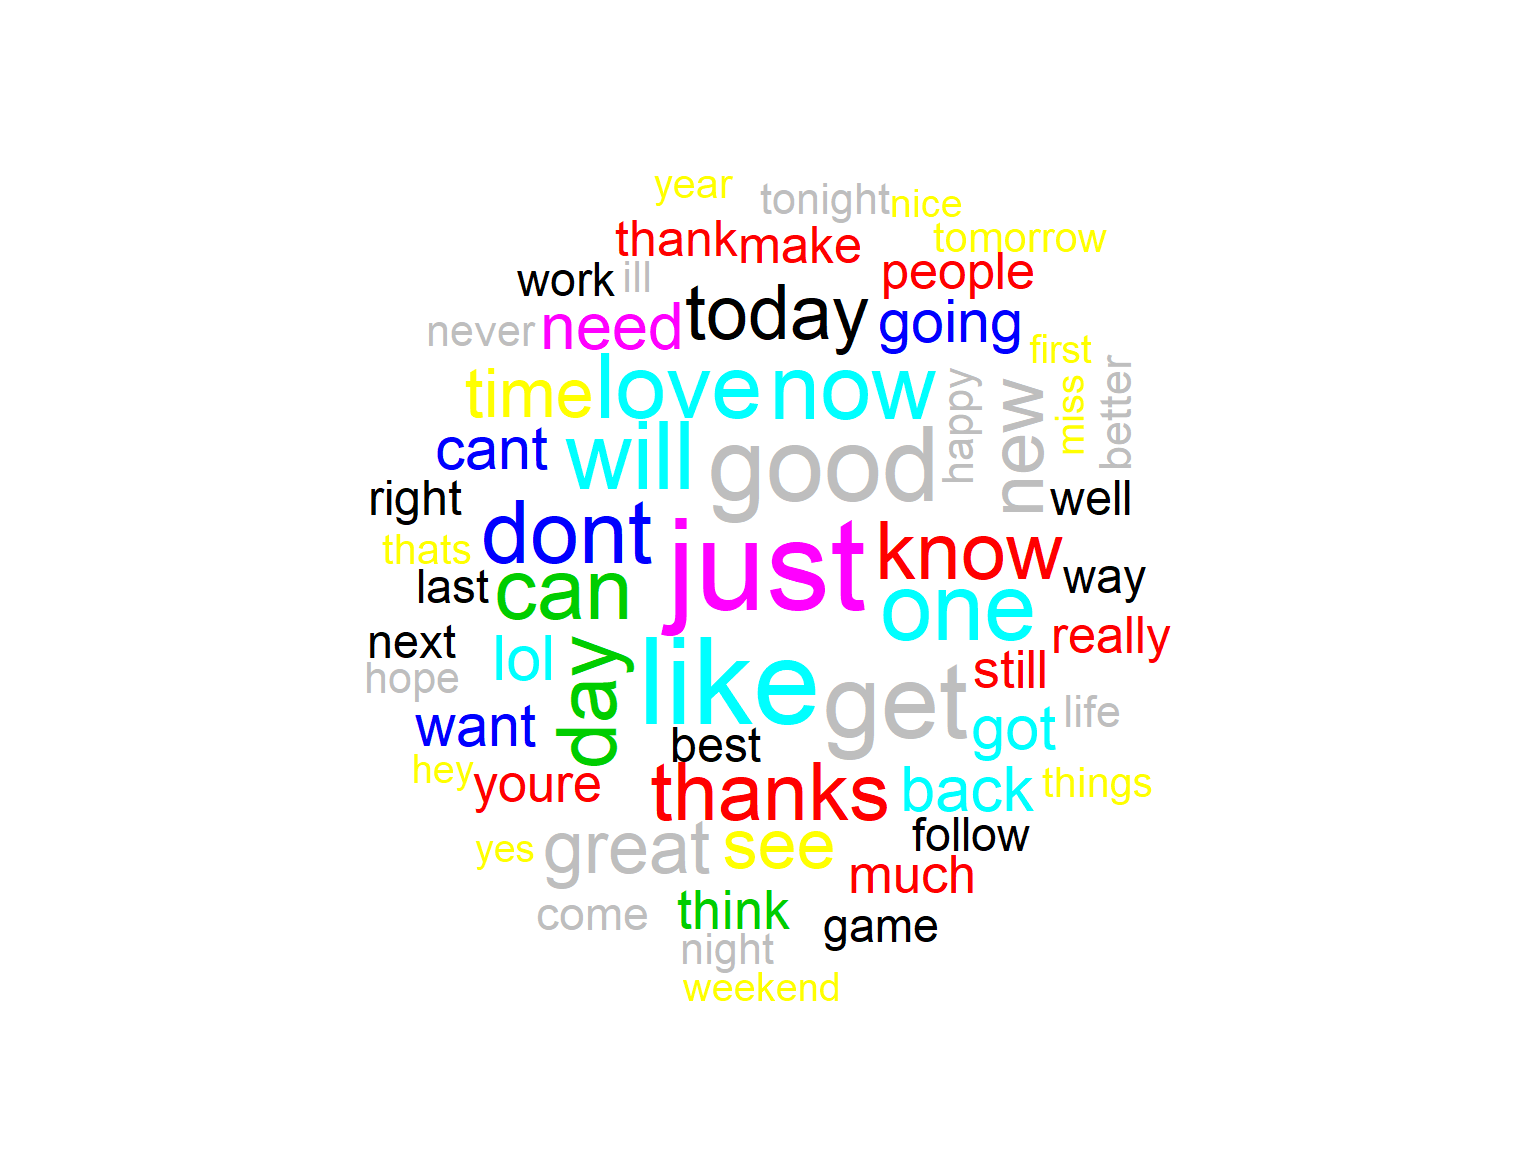 year
tonight nice
thank make tomorrow
work ill people
never need today going
time love now first
cant will good happy new miss better
right well
thats dont just know
last can one way
next lol day like get still really
hope
want best got life
hey youre thanks back things
yes great see follow
much
come think game
night
weekend